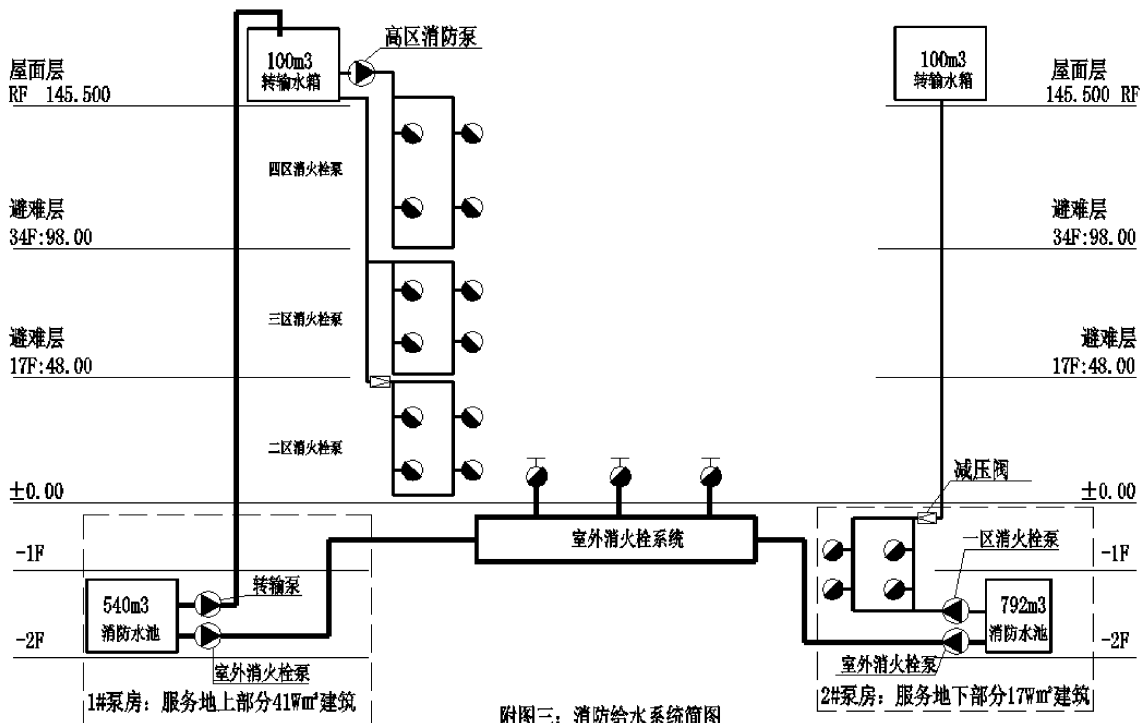 高区消防泵
100m3
转输水箱
屋面层
RF 145.500
100m3
转输水箱
屋面层
145.500 RF
四区消火栓泵
避难层
34F:98.00
避难层
34F:98.00
三区消火栓泵
避难层
17F:48.00
避难层
17F:48.00
二区消火栓泵
减压阀
±0.00
±0.00
室外消火栓系统
一区消火栓泵
-1F
-1F
转输泵
540m3
消防水池
792m3
消防水池
-2F
-2F
室外消火栓泵
室外消火栓泵
1#泵房：服务地上部分41Wm²建筑
2#泵房：服务地下部分17Wm²建筑
附图三：消防给水系统简图